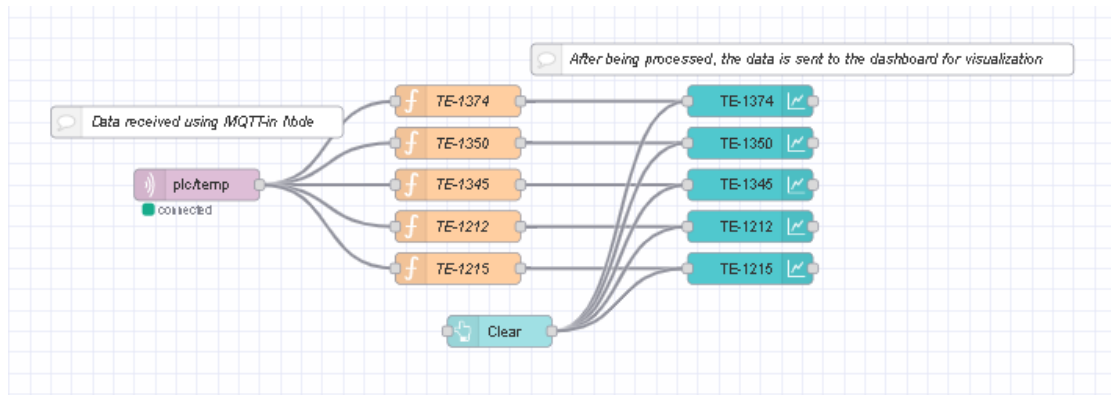 After being processed, the data is sent to the dashboard for visualization
TE-1374
TE-1374
Data received using MQTT-in Node
TE-1350
TE-1350
plc/temp
TE-1345
TE-1345
connected
TE-1212
TE-1212
TE-1215
TE-1215
Clear